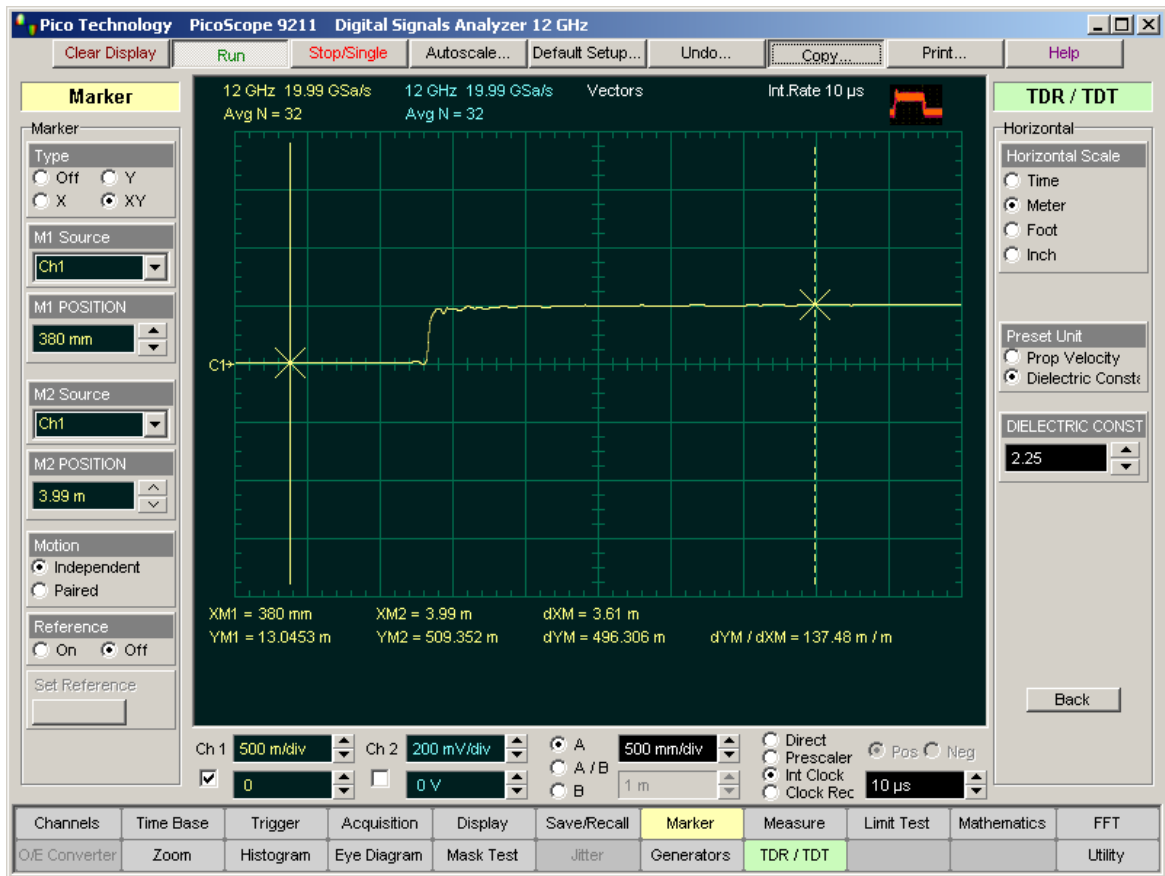 Pico Technology PicoScope 9211 Digital Signals Analyzer 12 GHz
Clear Display Run Stop/Single Autoscale... Default Setup... Undo... Copy... Print... Help
Marker
Marker
Type
Off Y
X XY
M1 Source
Ch1
M1 POSITION
380 mm
M2 Source
Ch1
M2 POSITION
3.99 m
Motion
Independent
Paired
Reference
On Off
Set Reference
12 GHz 19.99 GSa/s 12 GHz 19.99 GSa/s Vectors Int.Rate 10 µs
Avg N = 32 Avg N = 32
C1
XM1 = 380 mm XM2 = 3.99 m dXM = 3.61 m
YM1 = 13.0453 m YM2 = 509.352 m dYM = 496.306 m dYM / dXM = 137.48 m / m
TDR / TDT
Horizontal
Horizontal Scale
Time
Meter
Foot
Inch
Preset Unit
Prop Velocity
Dielectric Consta
DIELECTRIC CONST
2.25
Back
Ch 1 500 m/div Ch 2 200 mV/div A 500 mm/div Direct Pos Neg
0 0 V A / B 1 m Prescaler 10 µs
B Int Clock
Clock Rec
Channels Time Base Trigger Acquisition Display Save/Recall Marker Measure Limit Test Mathematics FFT
O/E Converter Zoom Histogram Eye Diagram Mask Test Jitter Generators TDR / TDT Utility